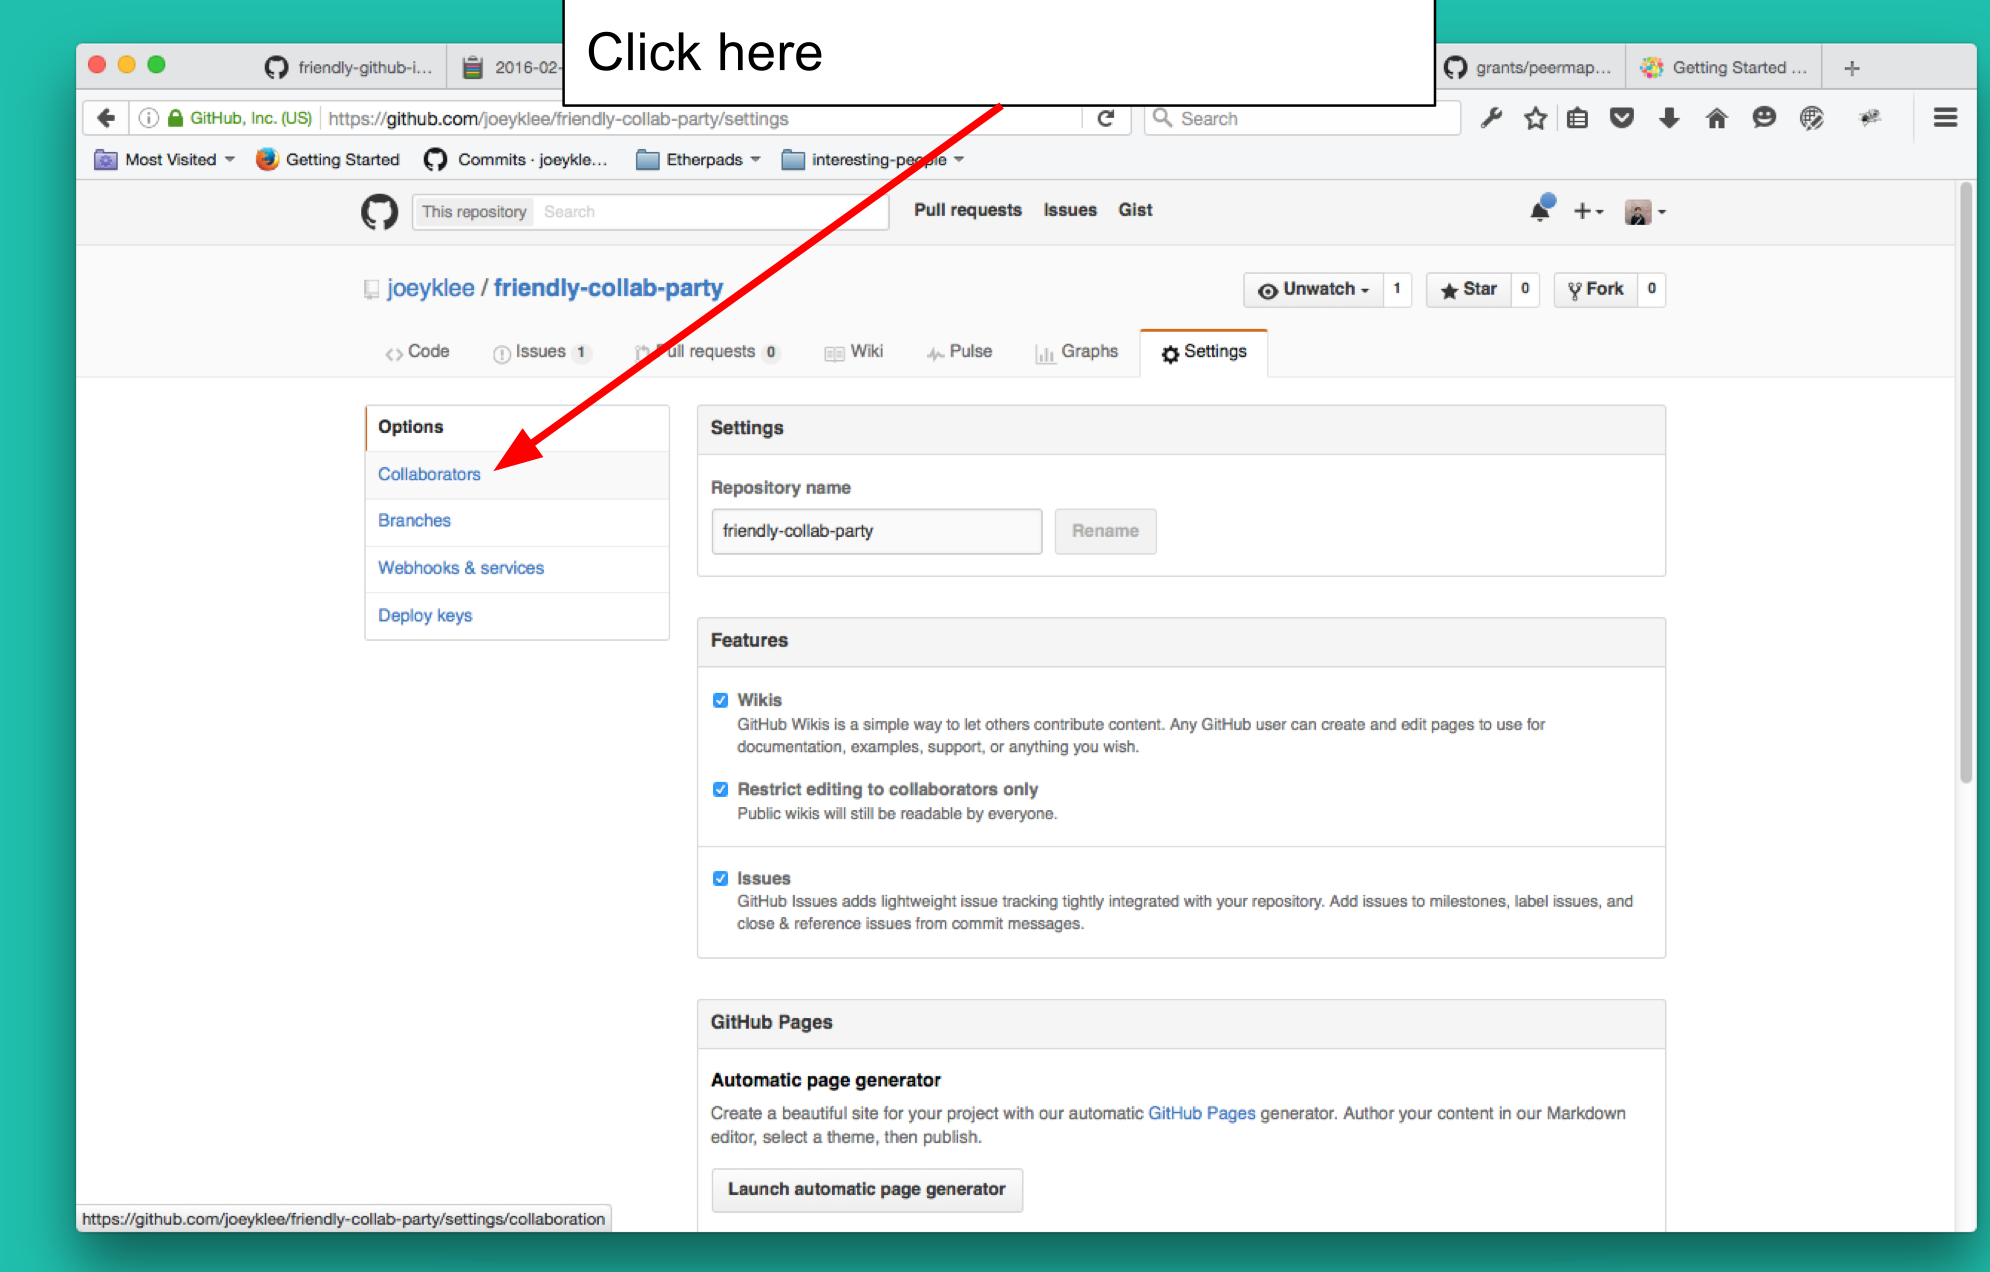 Click here
friendly-github-i...
2016-02-
grants/peermap...
Getting Started ...
GitHub, Inc. (US)
https://github.com/joeyklee/friendly-collab-party/settings
Search
Most Visited
Getting Started
Commits · joeykle...
Etherpads
interesting-people
This repository
Search
Pull requests
Issues
Gist
joeyklee / friendly-collab-party
Unwatch 1
Star 0
Fork 0
Code
Issues 1
Pull requests 0
Wiki
Pulse
Graphs
Settings
Options
Collaborators
Branches
Webhooks & services
Deploy keys
Settings
Repository name
friendly-collab-party
Rename
Features
Wikis
GitHub Wikis is a simple way to let others contribute content. Any GitHub user can create and edit pages to use for
documentation, examples, support, or anything you wish.
Restrict editing to collaborators only
Public wikis will still be readable by everyone.
Issues
GitHub Issues adds lightweight issue tracking tightly integrated with your repository. Add issues to milestones, label issues, and
close & reference issues from commit messages.
GitHub Pages
Automatic page generator
Create a beautiful site for your project with our automatic GitHub Pages generator. Author your content in our Markdown
editor, select a theme, then publish.
Launch automatic page generator
https://github.com/joeyklee/friendly-collab-party/settings/collaboration